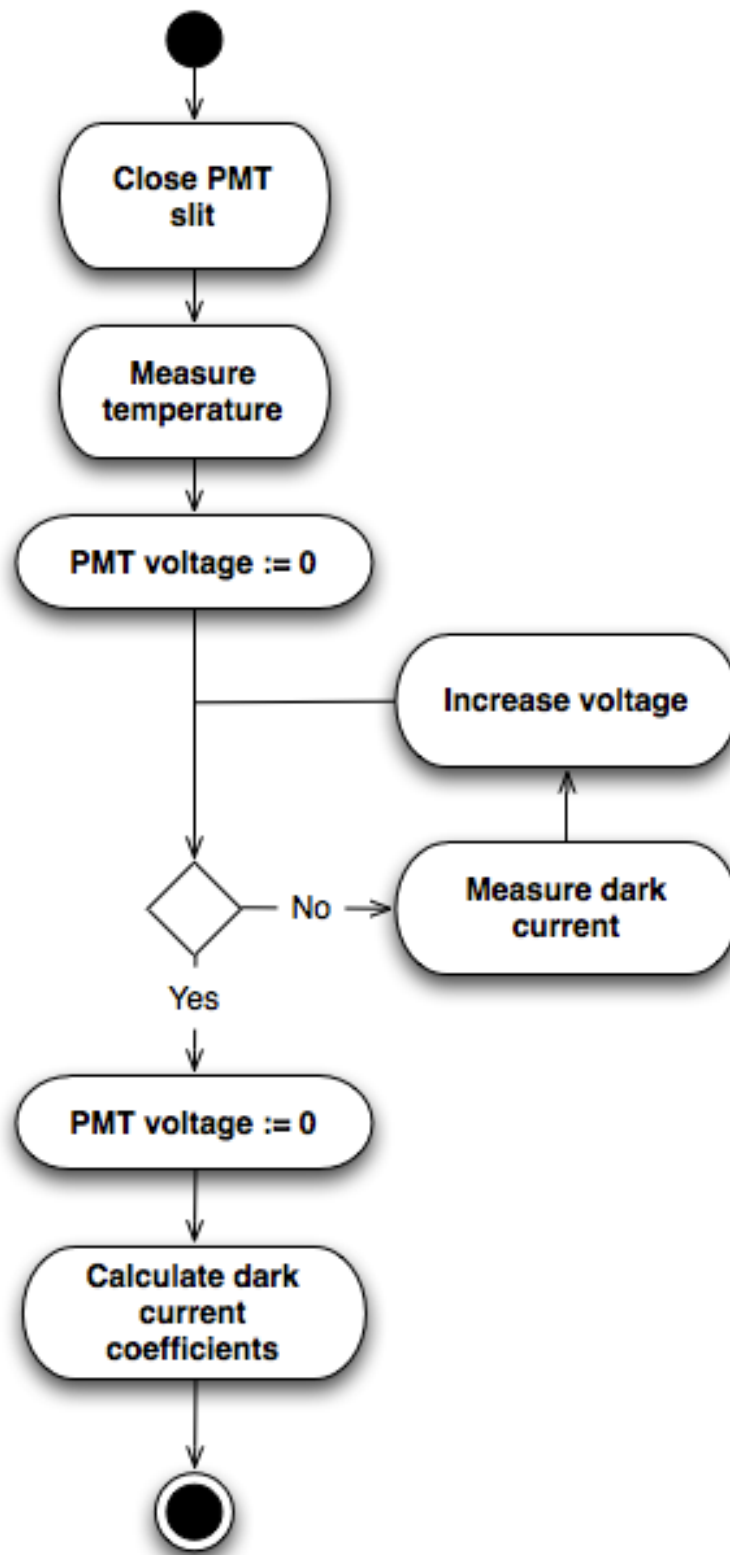 Close PMT
slit
Measure
temperature
PMT voltage := 0
Increase voltage
Measure dark
current
No
Yes
PMT voltage := 0
Calculate dark
current
coefficients